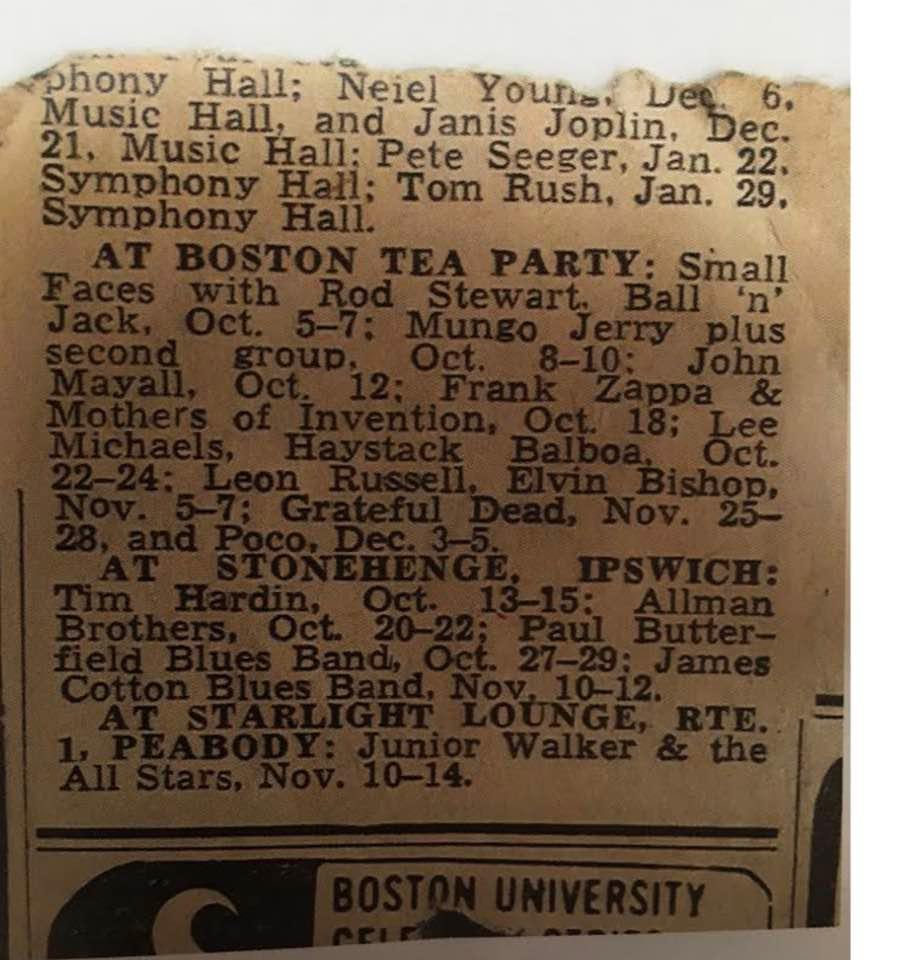 phony Hall; Neiel Young, Dec. 6,
Music Hall, and Janis Joplin, Dec.
21, Music Hall; Pete Seeger, Jan. 22,
Symphony Hall; Tom Rush, Jan. 29,
Symphony Hall.
AT BOSTON TEA PARTY: Small
Faces with Rod Stewart, Ball ‘n’
Jack, Oct. 5–7; Mungo Jerry plus
second group, Oct. 8–10; John
Mayall, Oct. 12; Frank Zappa &
Mothers of Invention, Oct. 18; Lee
Michaels, Haystack Balboa, Oct.
22–24; Leon Russell, Elvin Bishop,
Nov. 5–7; Grateful Dead, Nov. 25–
28, and Poco, Dec. 3–5.
AT STONEHENGE, IPSWICH:
Tim Hardin, Oct. 13–15; Allman
Brothers, Oct. 20–22; Paul Butter–
field Blues Band, Oct. 27–29; James
Cotton Blues Band, Nov. 10–12.
AT STARLIGHT LOUNGE, RTE.
1, PEABODY: Junior Walker & the
All Stars, Nov. 10–14.
BOSTON UNIVERSITY